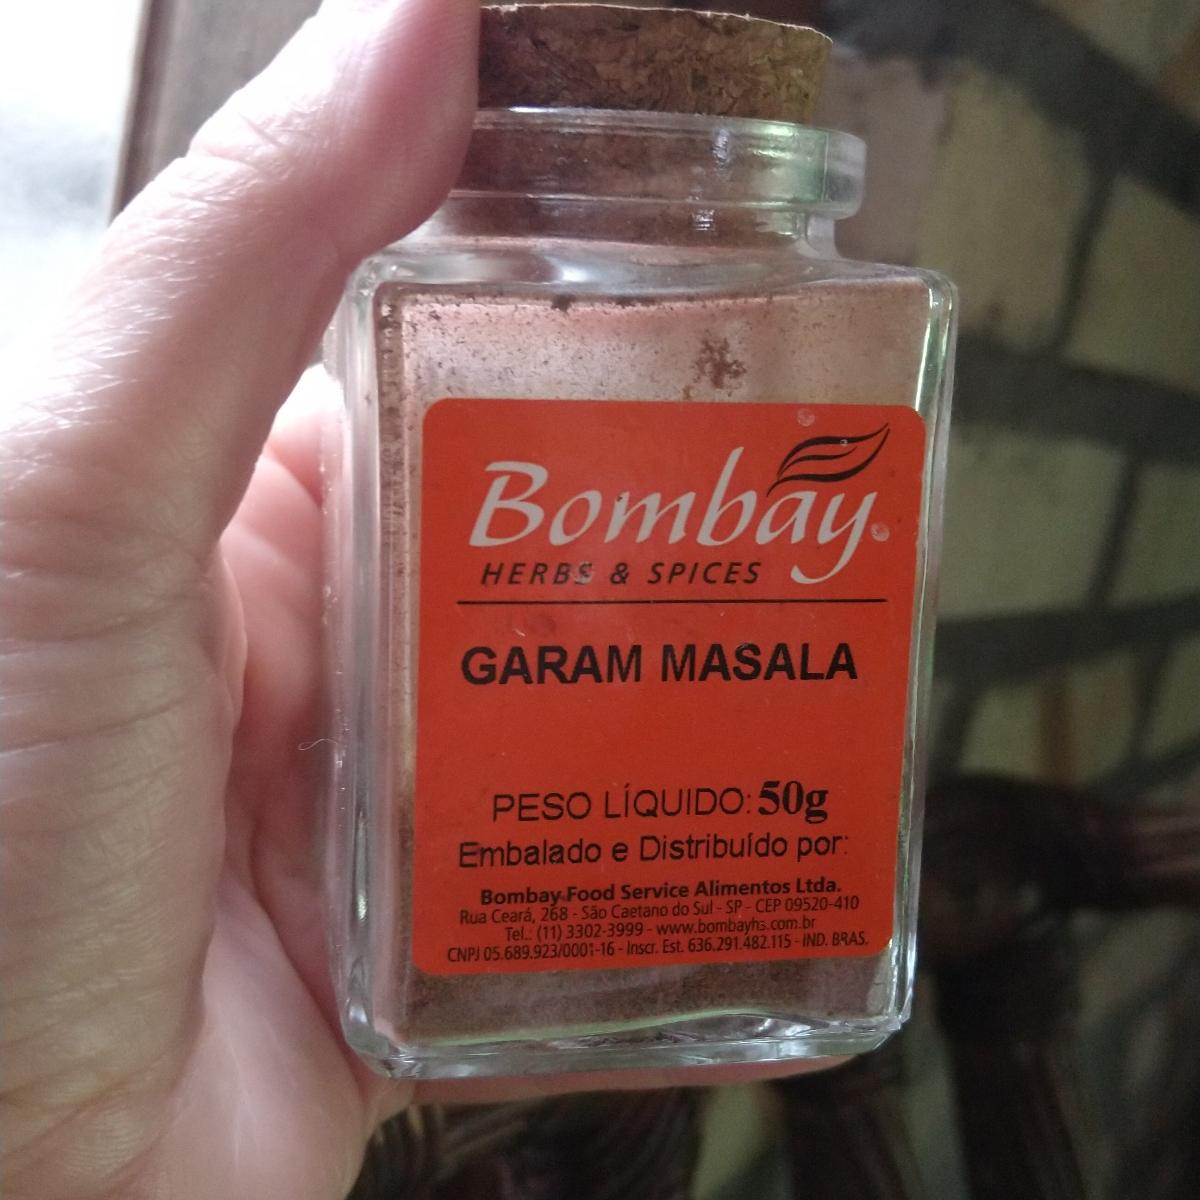 Bombay
HERBS & SPICES
GARAM MASALA
PESO LÍQUIDO: 50g
Embalado e Distribuído por:
Bombay Food Service Alimentos Ltda.
Rua Ceará, 268 - São Caetano do Sul - SP - CEP 09520-410
Tel.: (11) 3302-3999 - www.bombayhs.com.br
CNPJ 05.689.923/0001-16 - Inscr. Est. 636.291.482.115 - IND. BRAS.